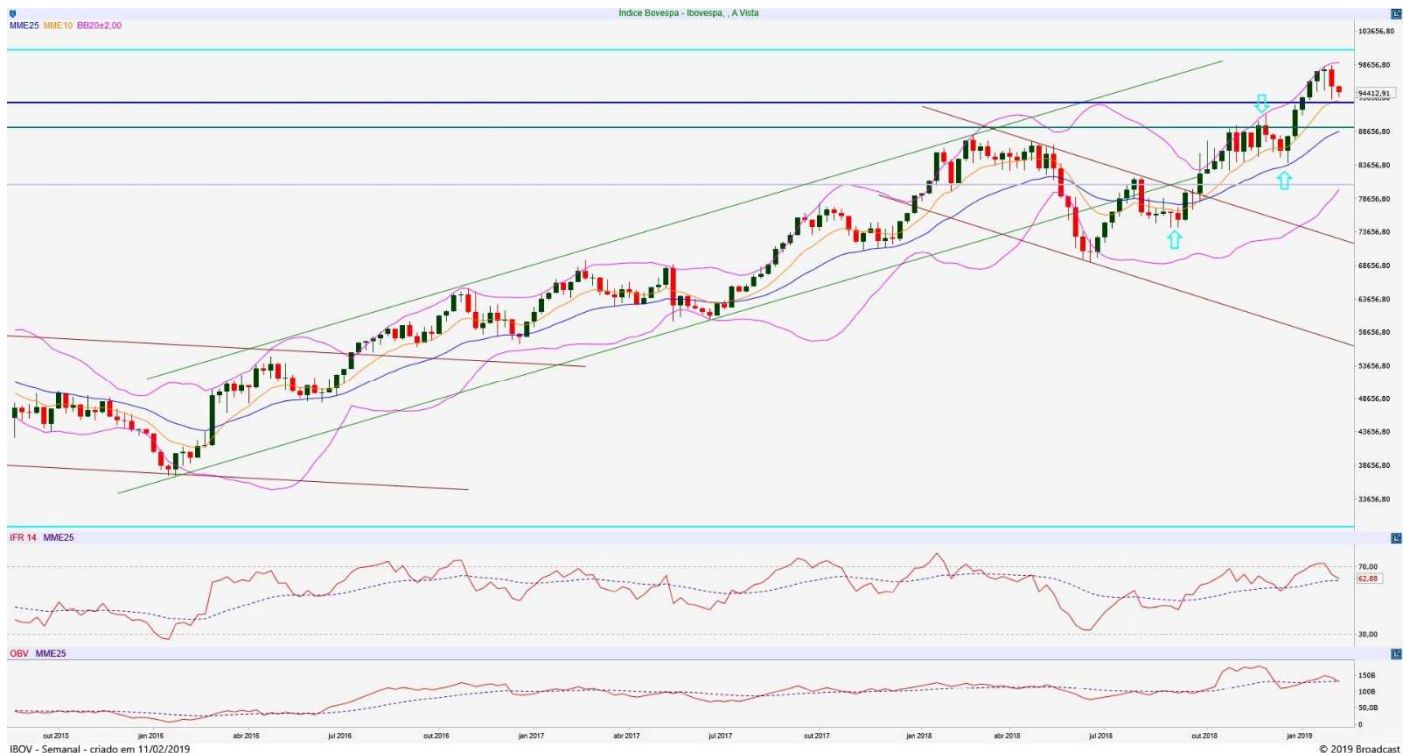 Índice Bovespa - Ibovespa, , A Vista
MME25 MME10 BB20±2,00
103656,80
98656,80
94412,91
88656,80
83656,80
78656,80
73656,80
68656,80
63656,80
58656,80
53656,80
48656,80
43656,80
38656,80
33656,80
IFR 14 MME25
70,00
62,88
30,00
OBV MME25
150B
100B
50,0B
0
out 2015 jan 2016 abr 2016 jul 2016 out 2016 jan 2017 abr 2017 jul 2017 out 2017 jan 2018 abr 2018 jul 2018 out 2018 jan 2019
IBOV - Semanal - criado em 11/02/2019 © 2019 Broadcast